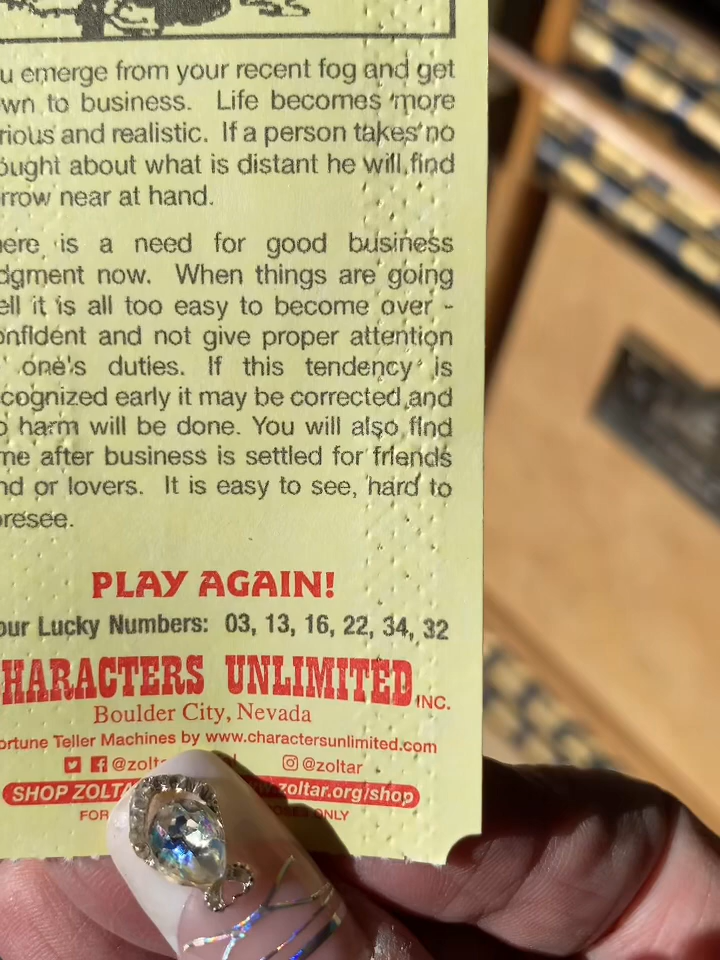 u emerge from your recent fog and get
wn to business. Life becomes more
rious and realistic. If a person takes no
ought about what is distant he will find
rrow near at hand.
ere is a need for good business
dgment now. When things are going
ell it is all too easy to become over -
onfident and not give proper attention
one's duties. If this tendency is
cognized early it may be corrected and
o harm will be done. You will also find
me after business is settled for friends
nd or lovers. It is easy to see, hard to
oresee.
PLAY AGAIN!
our Lucky Numbers: 03, 13, 16, 22, 34, 32
HARACTERS UNLIMITED INC.
Boulder City, Nevada
ortune Teller Machines by www.charactersunlimited.com
@zolta @zoltar
SHOP ZOLTA .zoltar.org/shop
FOR ONLY